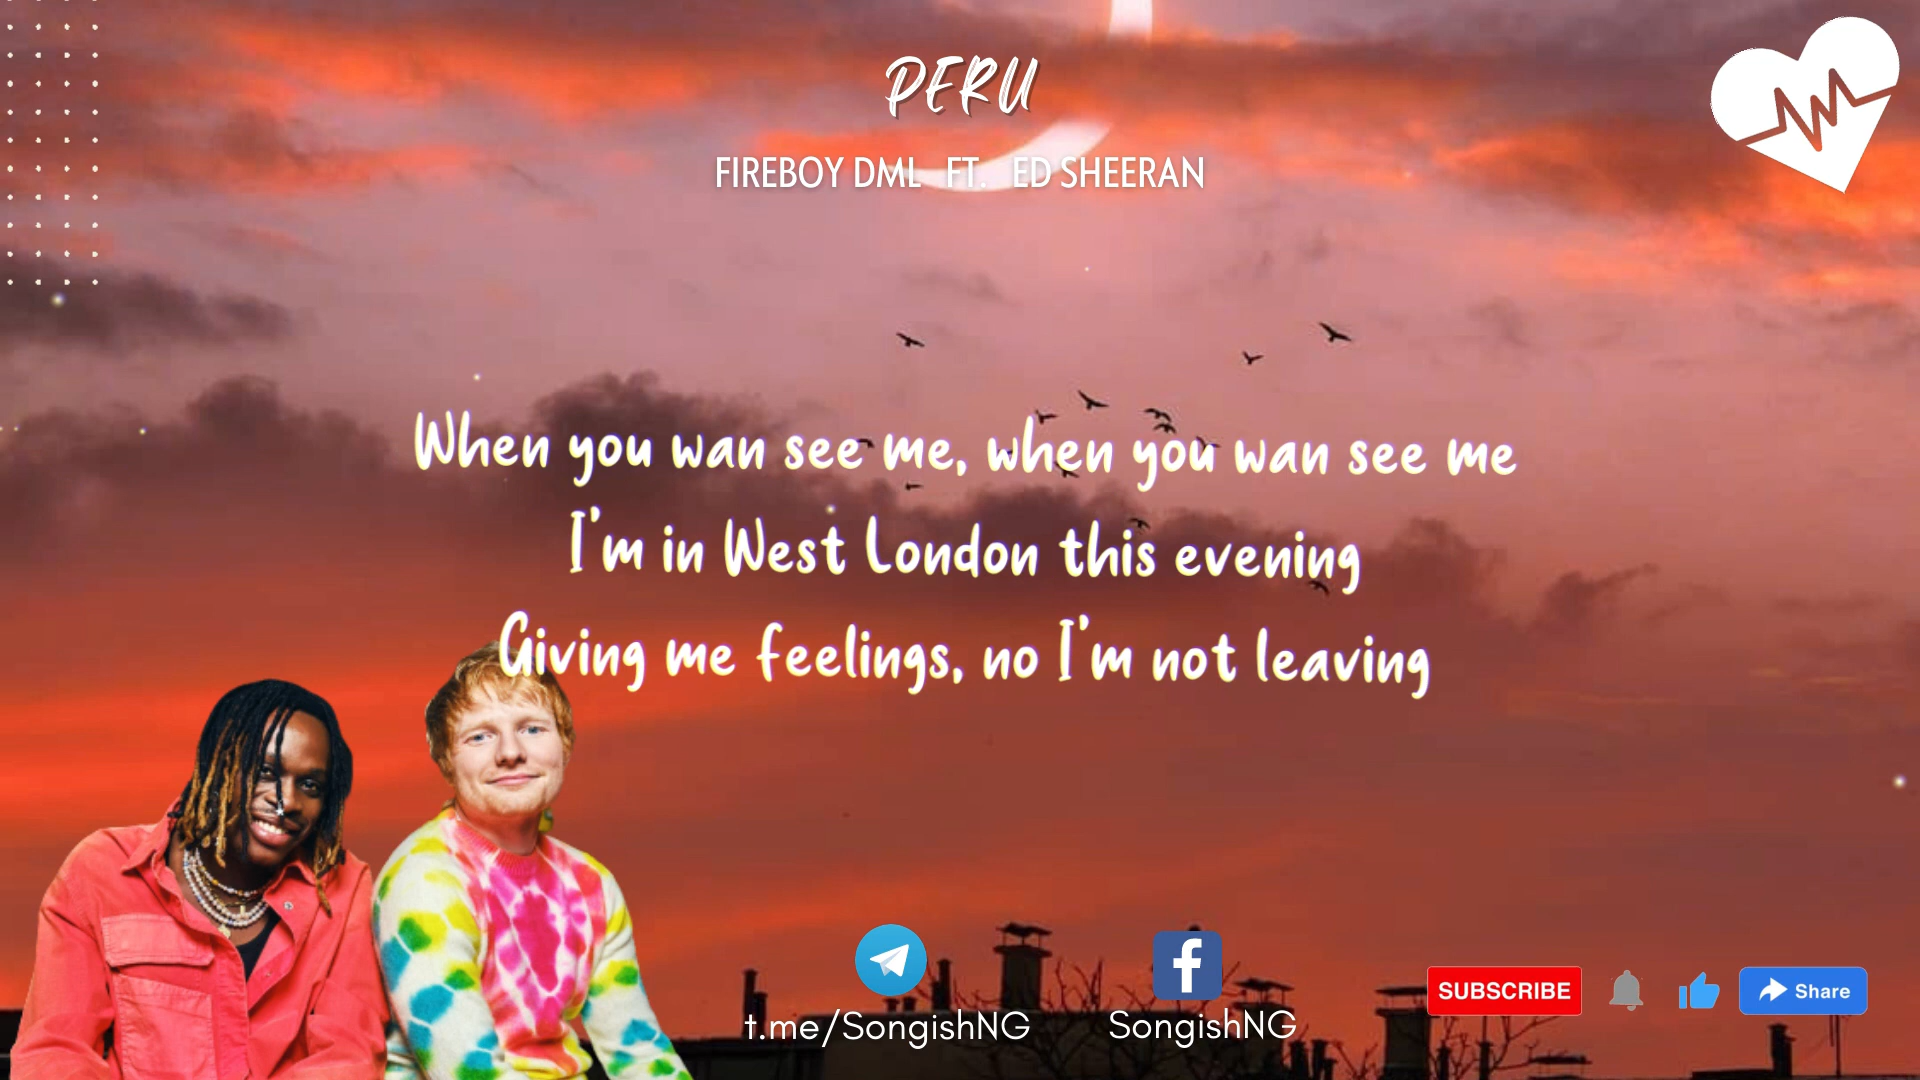 PERU
FIREBOY DML FT. ED SHEERAN
When you wan see me, when you wan see me
I'm in West London this evening
Giving me feelings, no I'm not leaving
t.me/SongishNG
SongishNG
SUBSCRIBE
Share